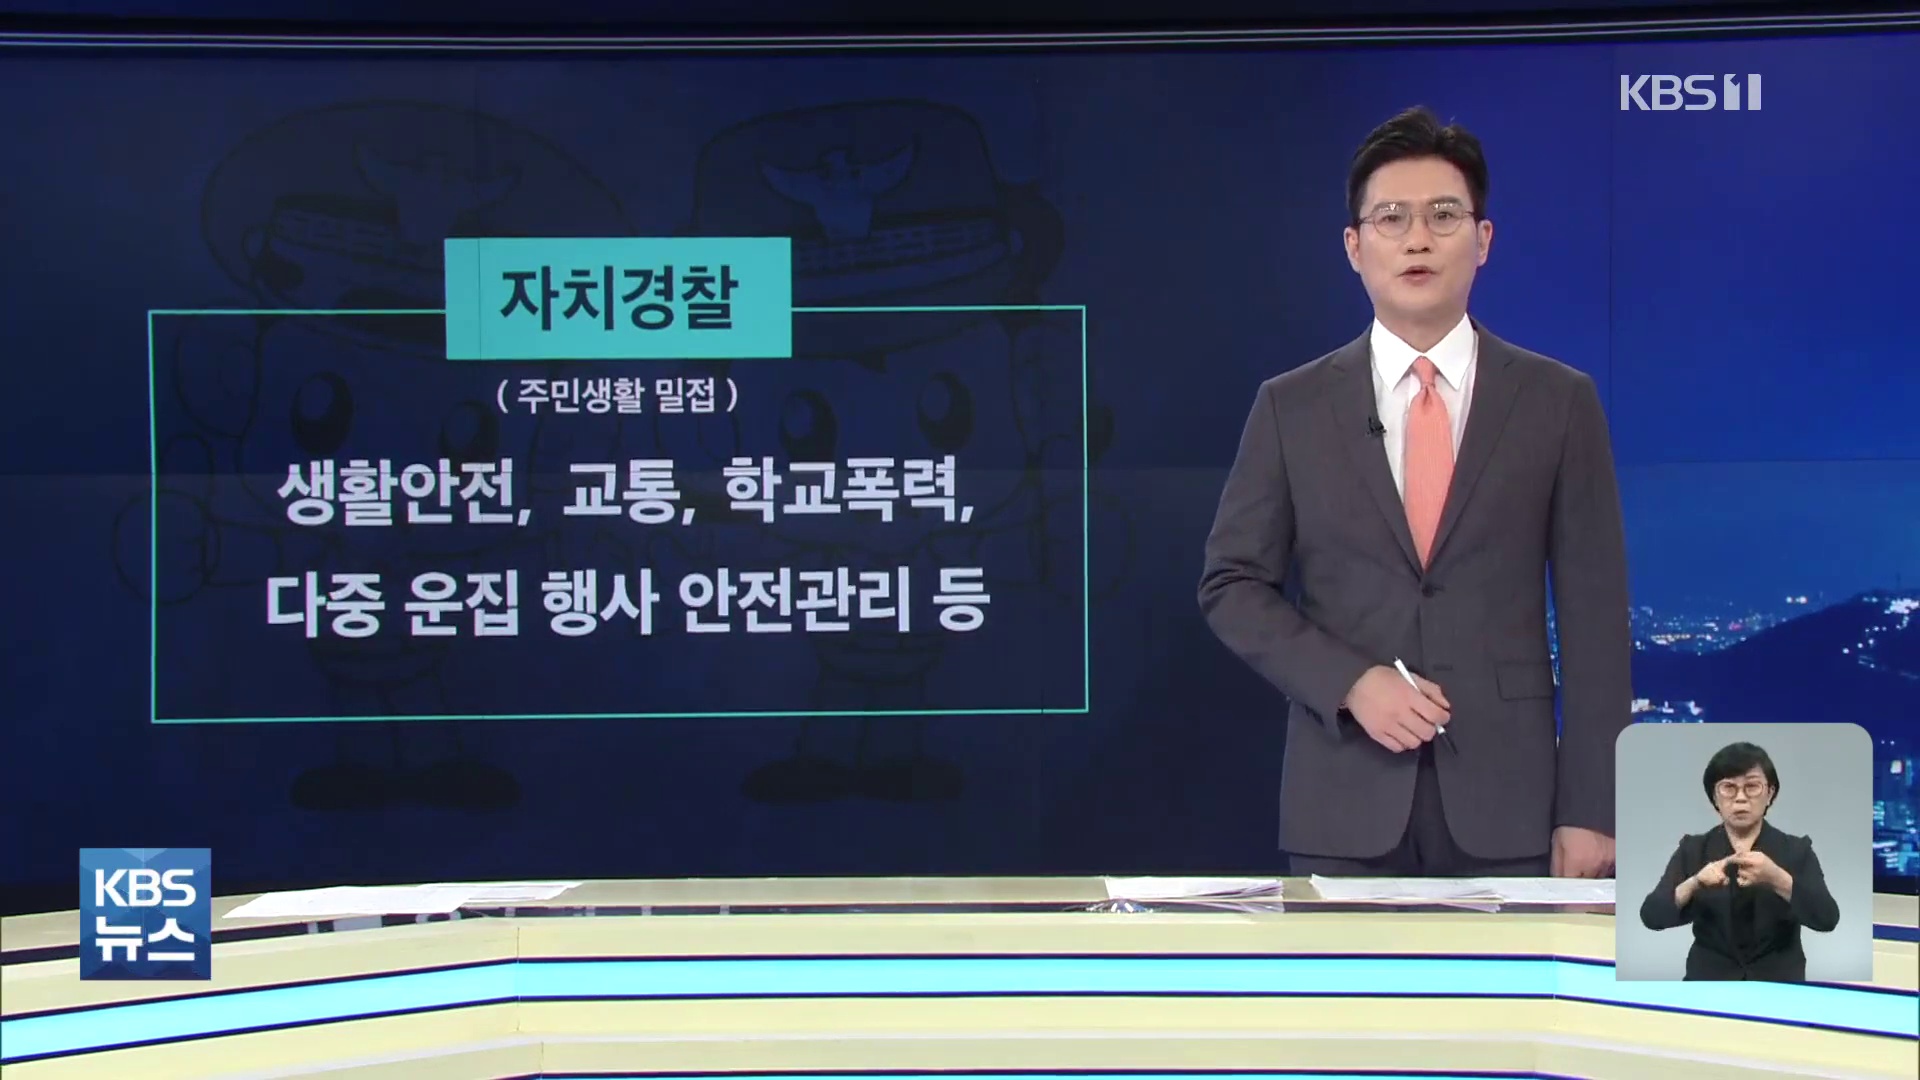 KBS1
자치경찰
( 주민생활 밀접 )
생활안전, 교통, 학교폭력,
다중 운집 행사 안전관리 등
KBS
뉴스